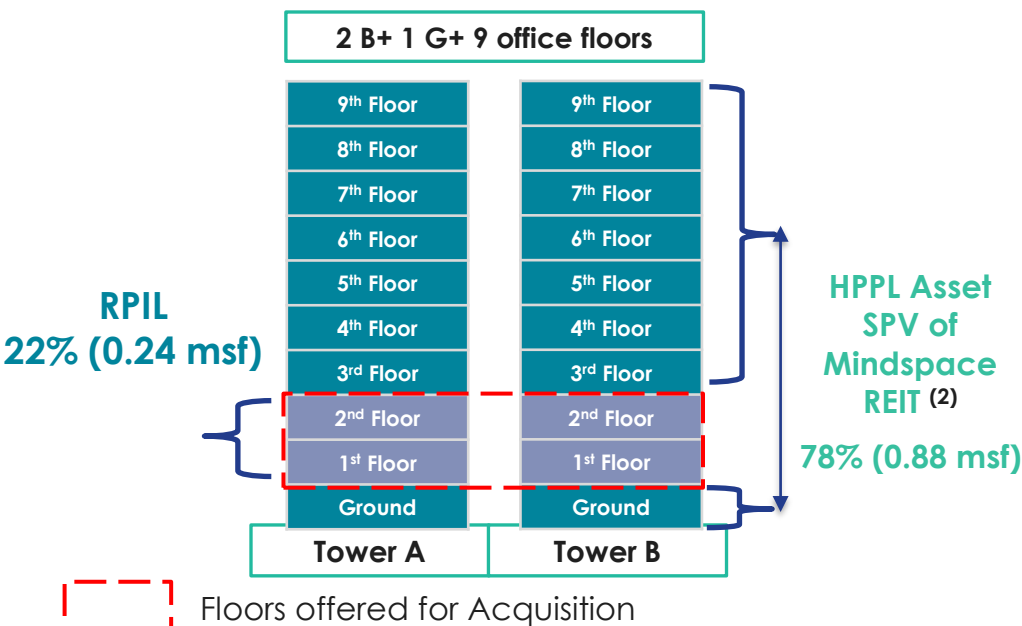 2 B+ 1 G+ 9 office floors
9th Floor
8th Floor
7th Floor
6th Floor
5th Floor
4th Floor
3rd Floor
2nd Floor
1st Floor
Ground
Tower A
9th Floor
8th Floor
7th Floor
6th Floor
5th Floor
4th Floor
3rd Floor
2nd Floor
1st Floor
Ground
Tower B
RPIL
22% (0.24 msf)
HPPL Asset
SPV of
Mindspace
REIT (2)
78% (0.88 msf)
Floors offered for Acquisition